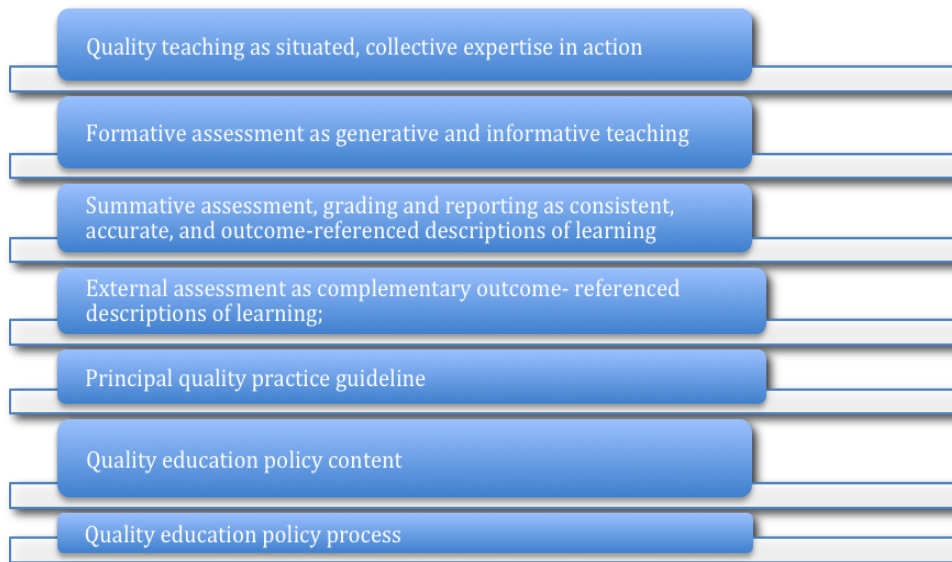 Quality teaching as situated, collective expertise in action
Formative assessment as generative and informative teaching
Summative assessment, grading and reporting as consistent,
accurate, and outcome-referenced descriptions of learning
External assessment as complementary outcome- referenced
descriptions of learning;
Principal quality practice guideline
Quality education policy content
Quality education policy process